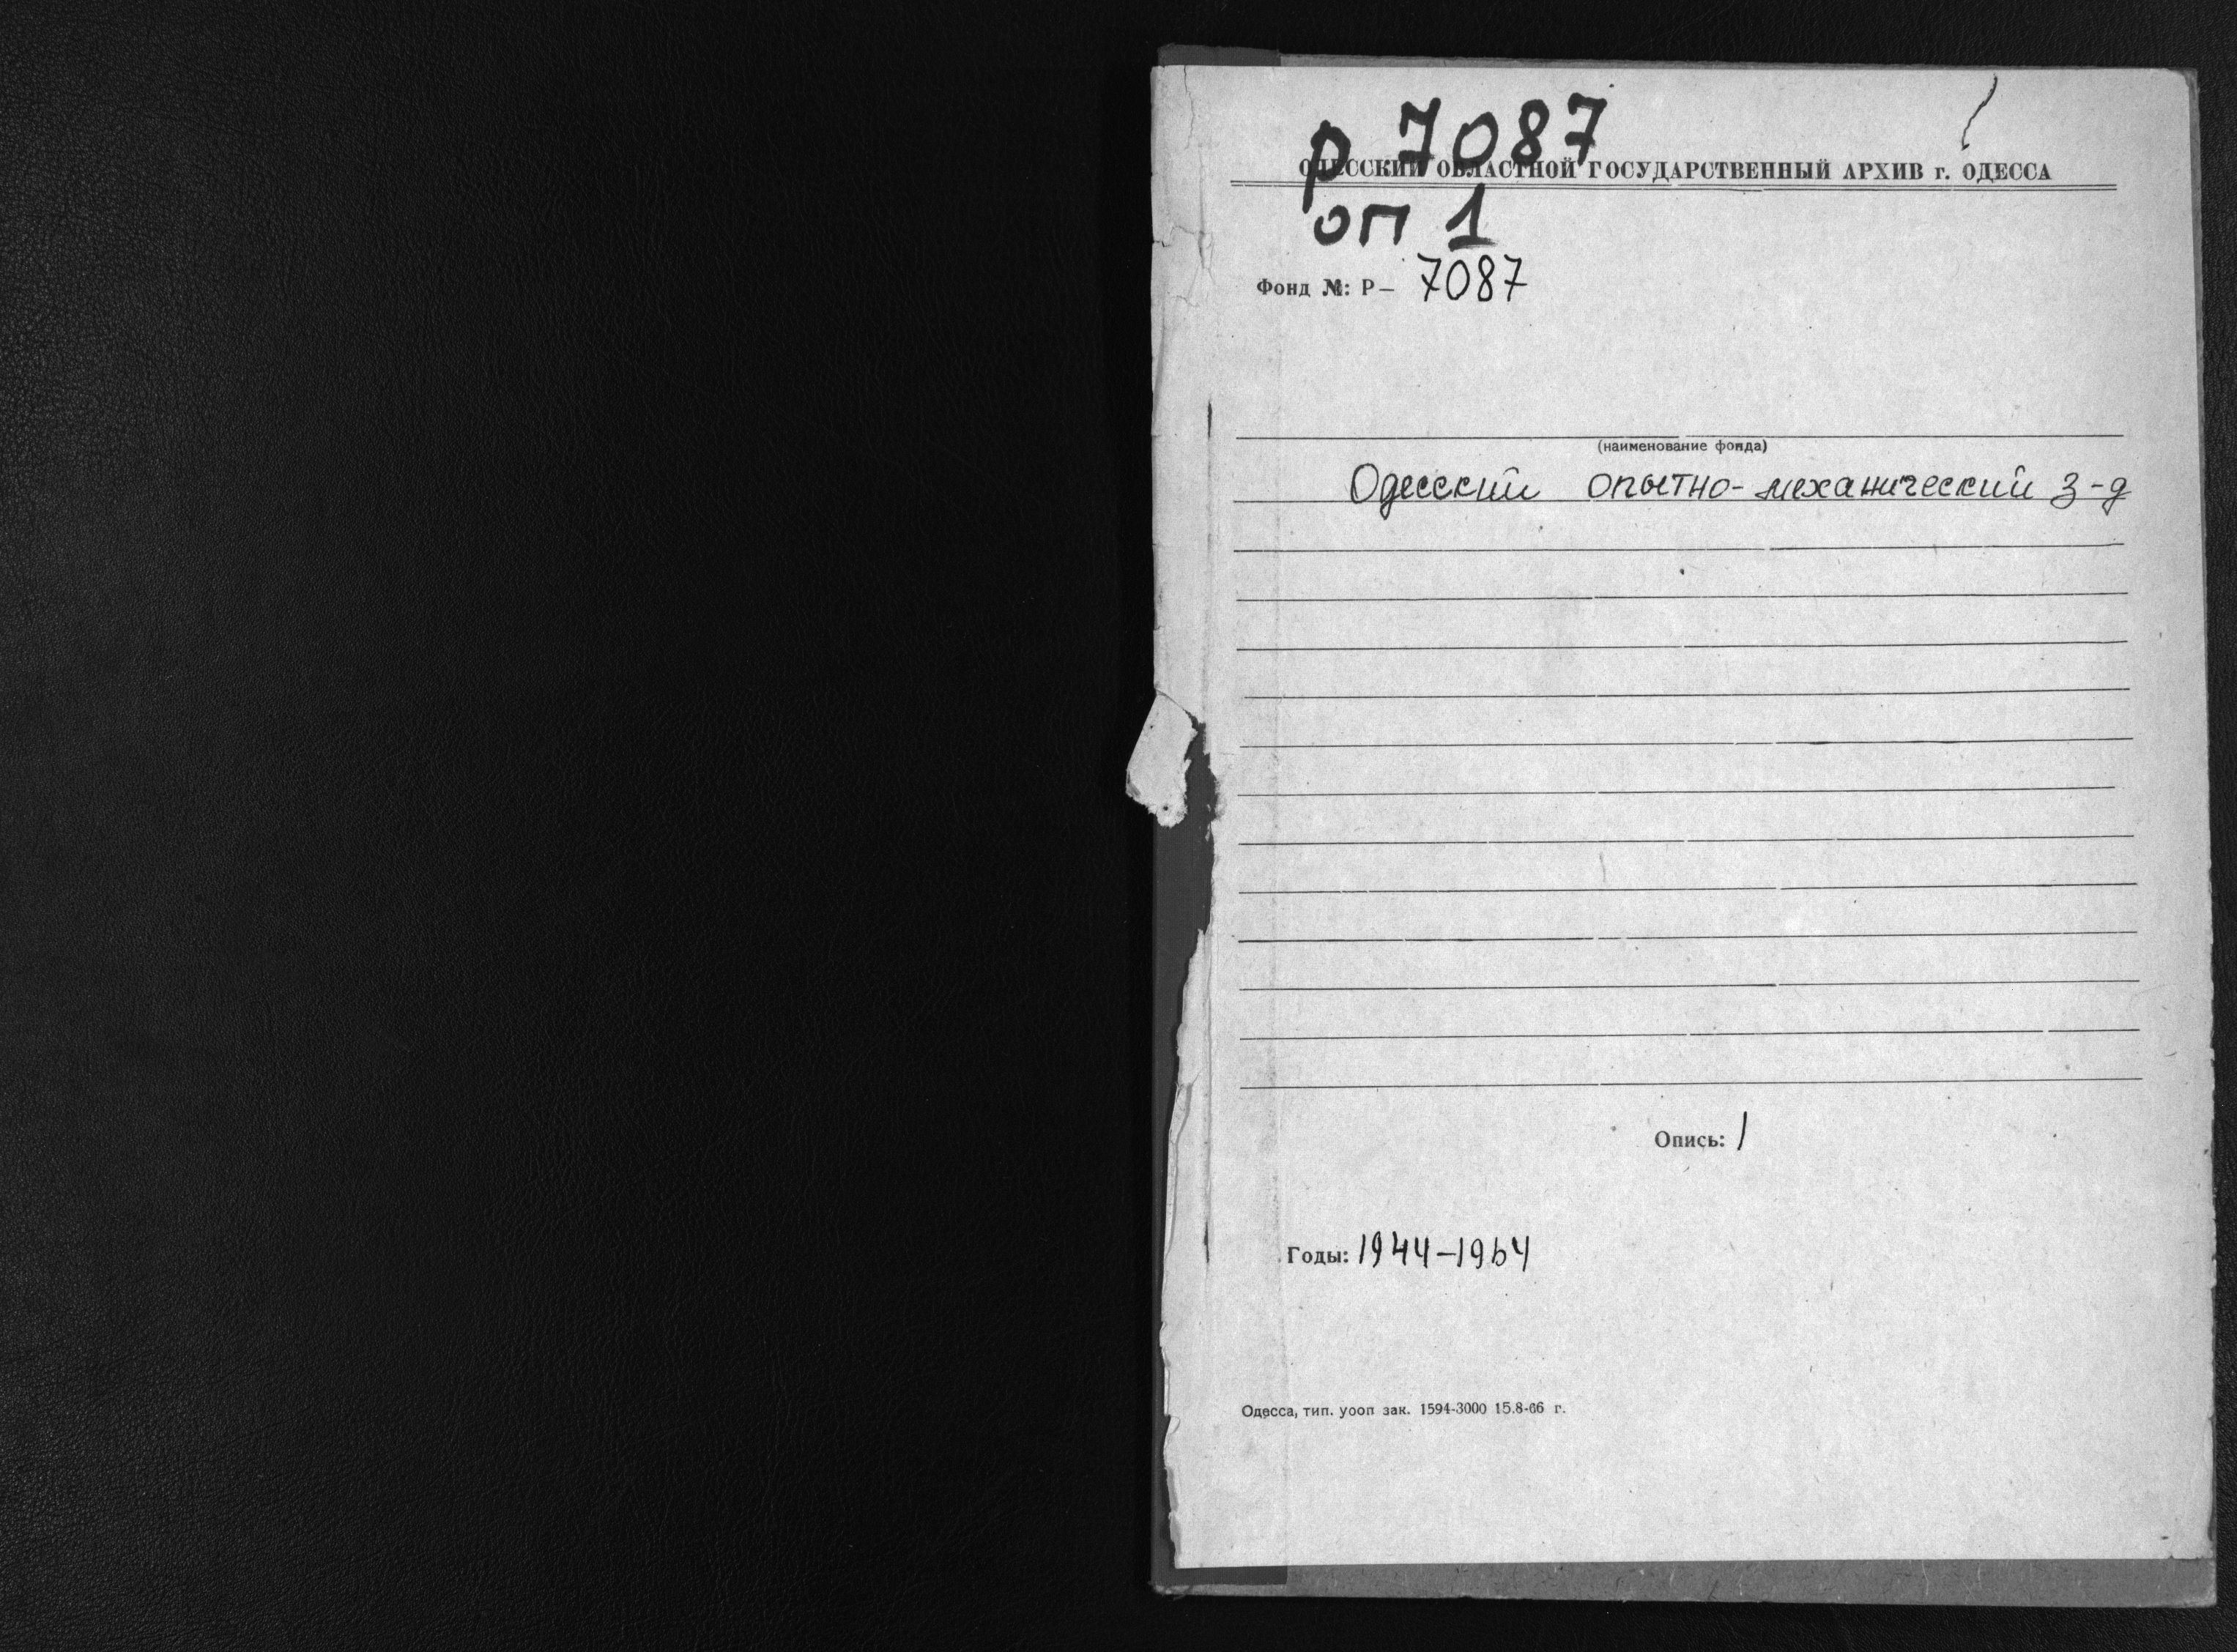 р 7087
ОДЕССКИЙ ОБЛАСТНОЙ ГОСУДАРСТВЕННЫЙ АРХИВ г. ОДЕССА
оп 1
Фонд №: Р— 7087
(наименование фонда)
Одесский опытно-механический з-д
Опись: 1
Годы: 1944-1964
Одесса, тип. уооп зак. 1594-3000 15.8-66 г.